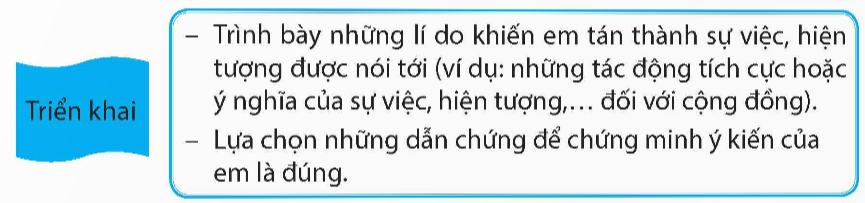 Triển khai
– Trình bày những lí do khiến em tán thành sự việc, hiện
tượng được nói tới (ví dụ: những tác động tích cực hoặc
ý nghĩa của sự việc, hiện tượng,… đối với cộng đồng).
– Lựa chọn những dẫn chứng để chứng minh ý kiến của
em là đúng.